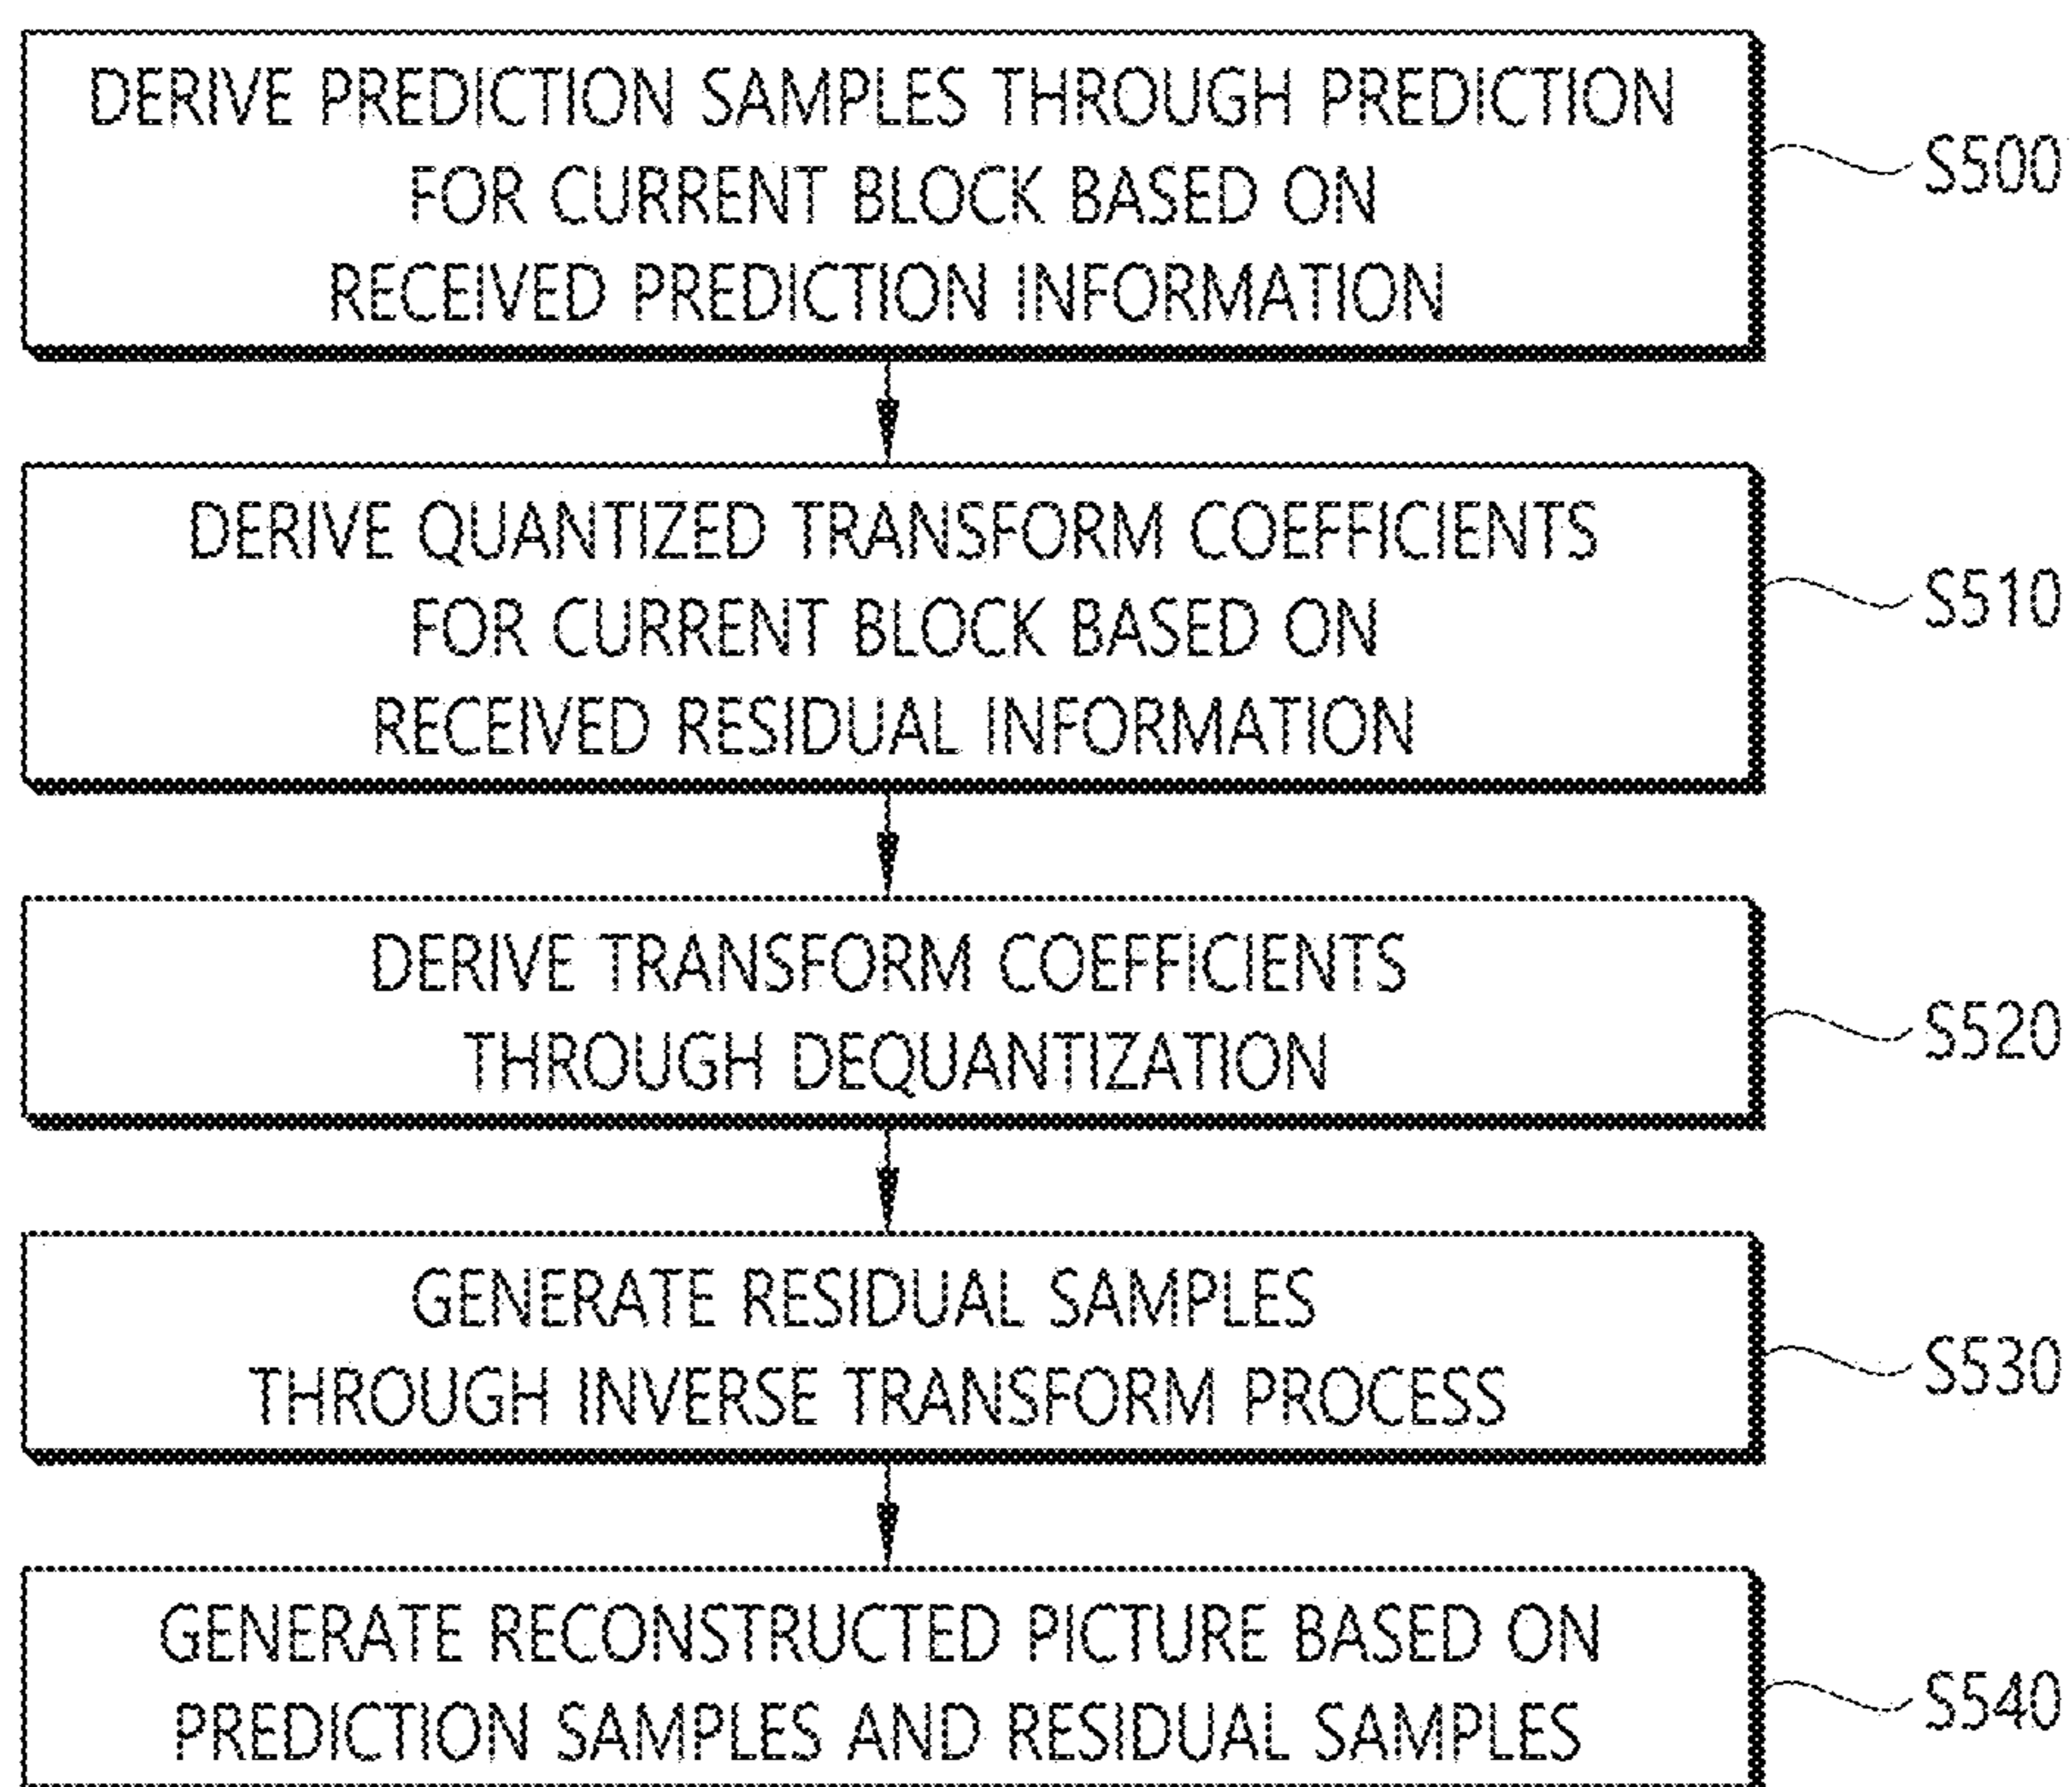 DERIVE PREDICTION SAMPLES THROUGH PREDICTION
FOR CURRENT BLOCK BASED ON
RECEIVED PREDICTION INFORMATION
S500
DERIVE QUANTIZED TRANSFORM COEFFICIENTS
FOR CURRENT BLOCK BASED ON
RECEIVED RESIDUAL INFORMATION
S510
DERIVE TRANSFORM COEFFICIENTS
THROUGH DEQUANTIZATION
S520
GENERATE RESIDUAL SAMPLES
THROUGH INVERSE TRANSFORM PROCESS
S530
GENERATE RECONSTRUCTED PICTURE BASED ON
PREDICTION SAMPLES AND RESIDUAL SAMPLES
S540